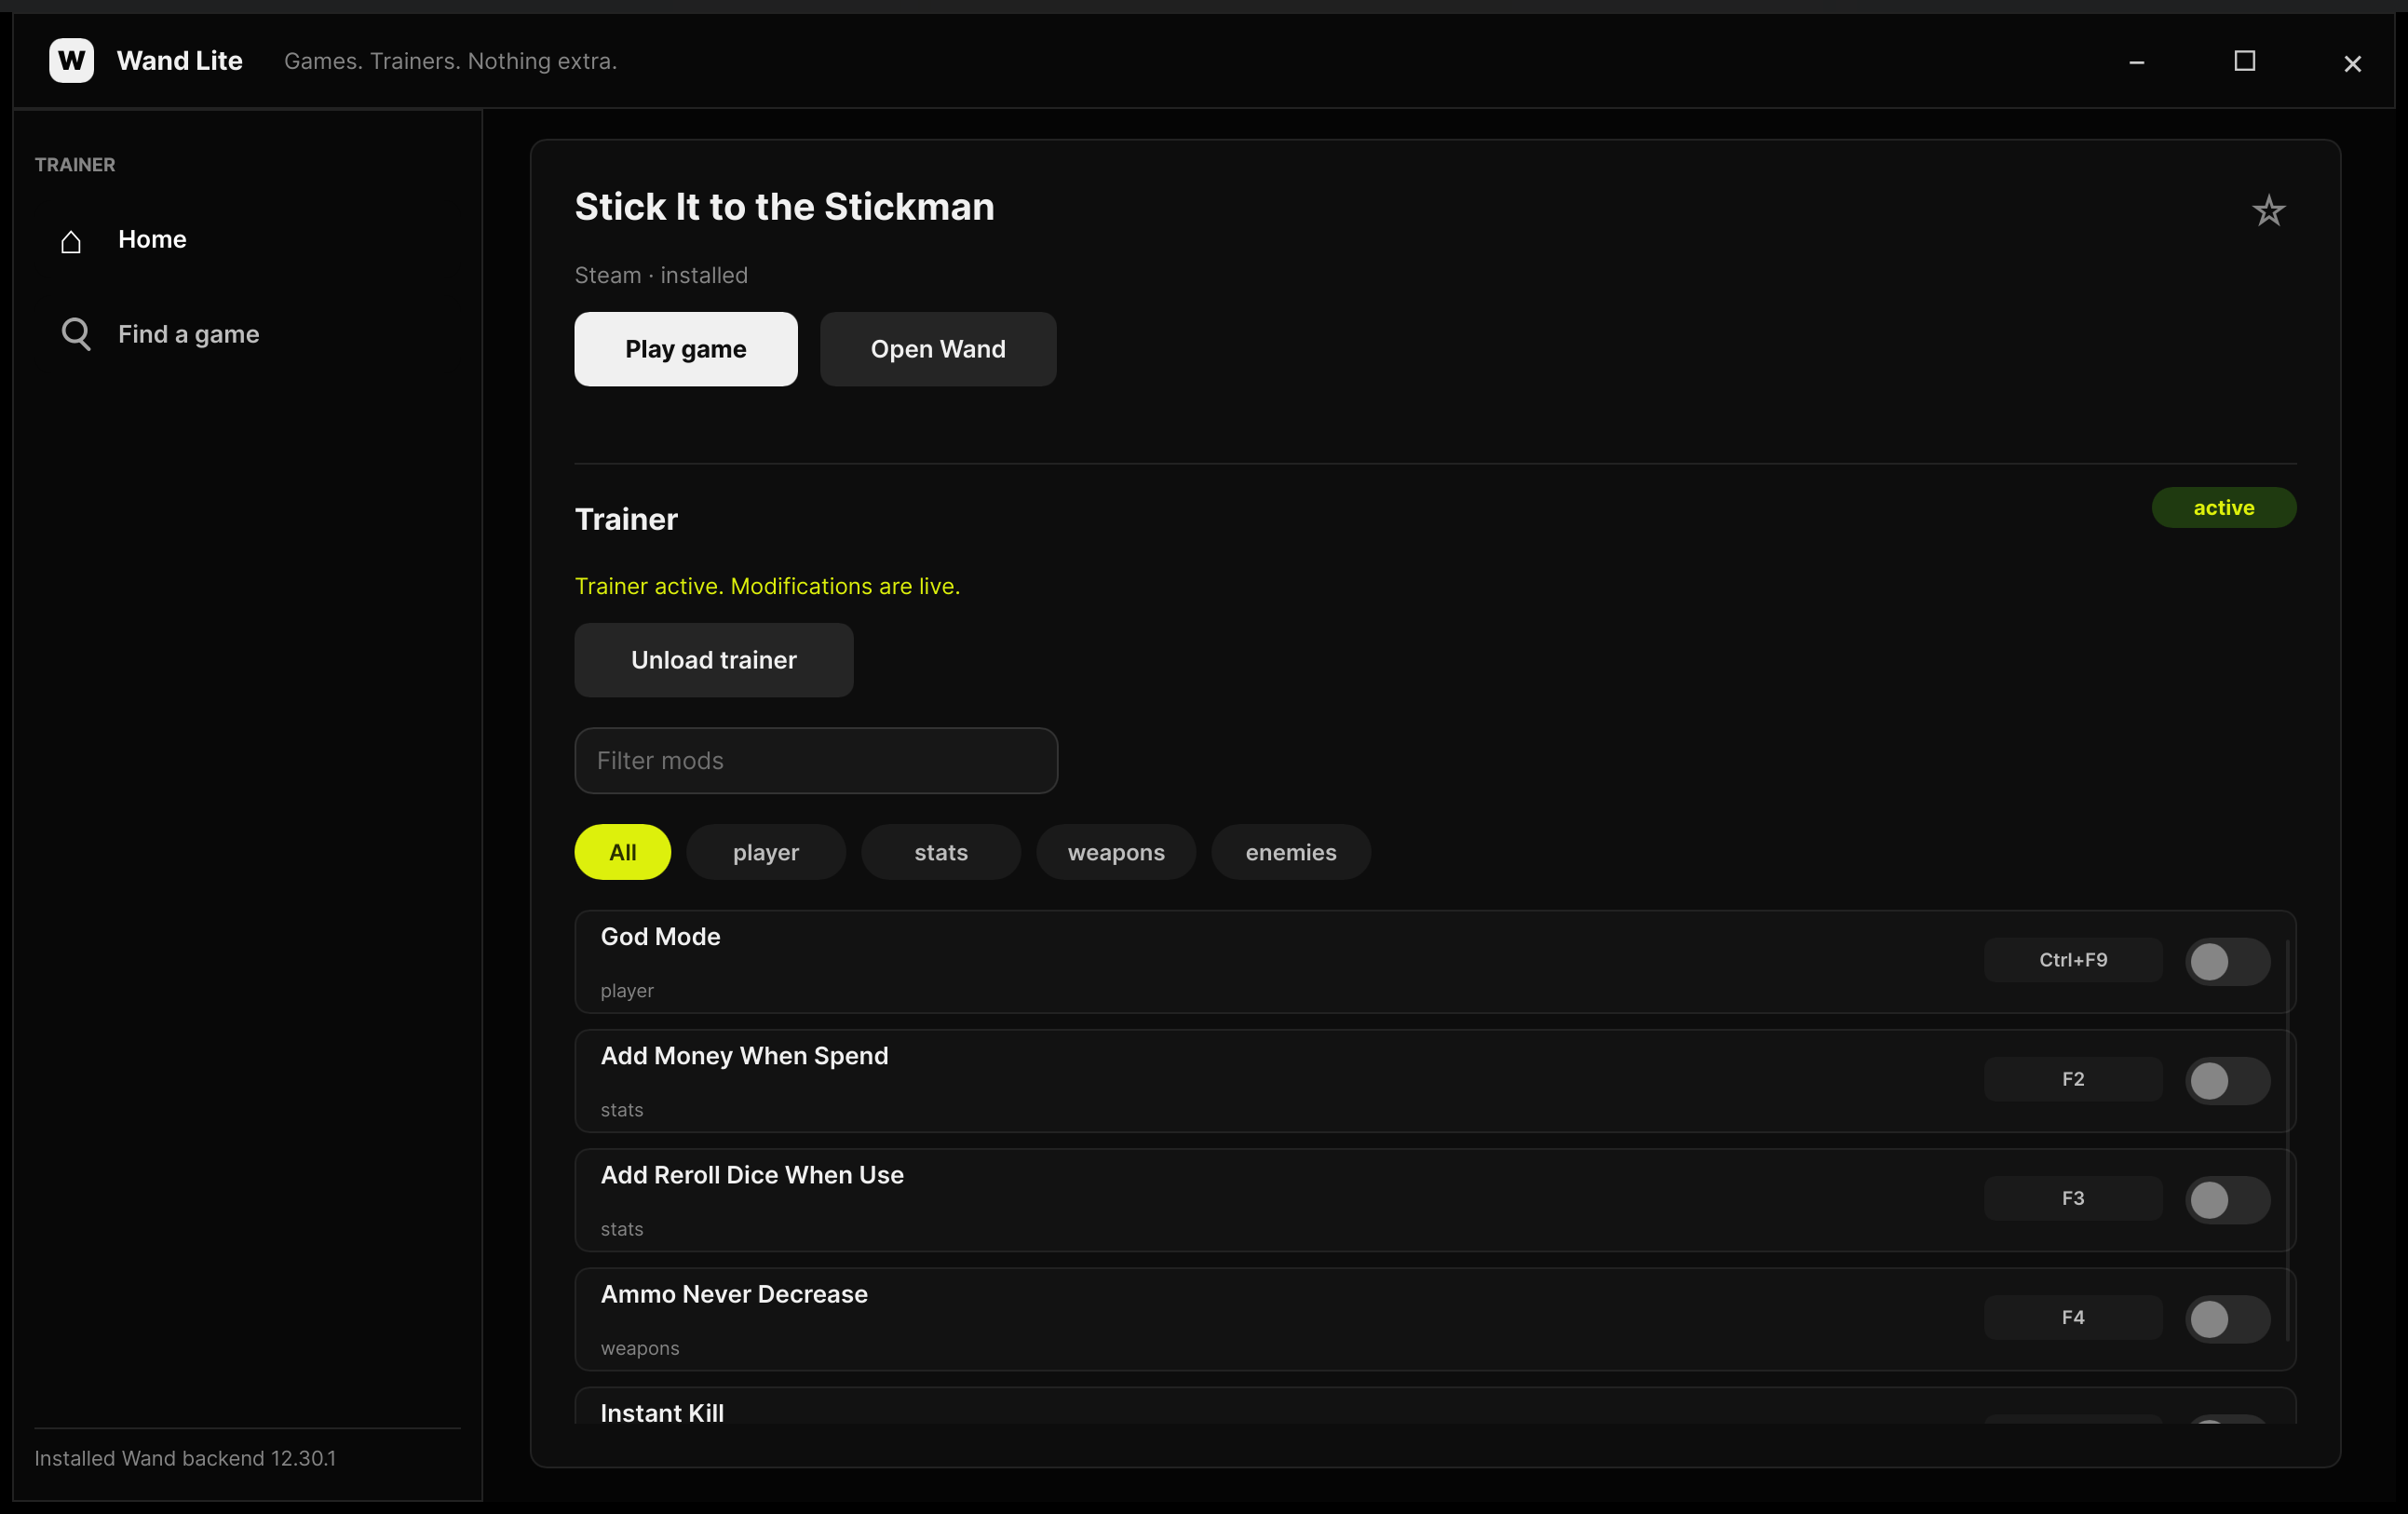 W Wand Lite Games. Trainers. Nothing extra.
TRAINER
Home
Find a game
Installed Wand backend 12.30.1
Stick It to the Stickman
Steam · installed
Play game Open Wand
Trainer active
Trainer active. Modifications are live.
Unload trainer
Filter mods
All player stats weapons enemies
God Mode
player
Ctrl+F9
Add Money When Spend
stats
F2
Add Reroll Dice When Use
stats
F3
Ammo Never Decrease
weapons
F4
Instant Kill